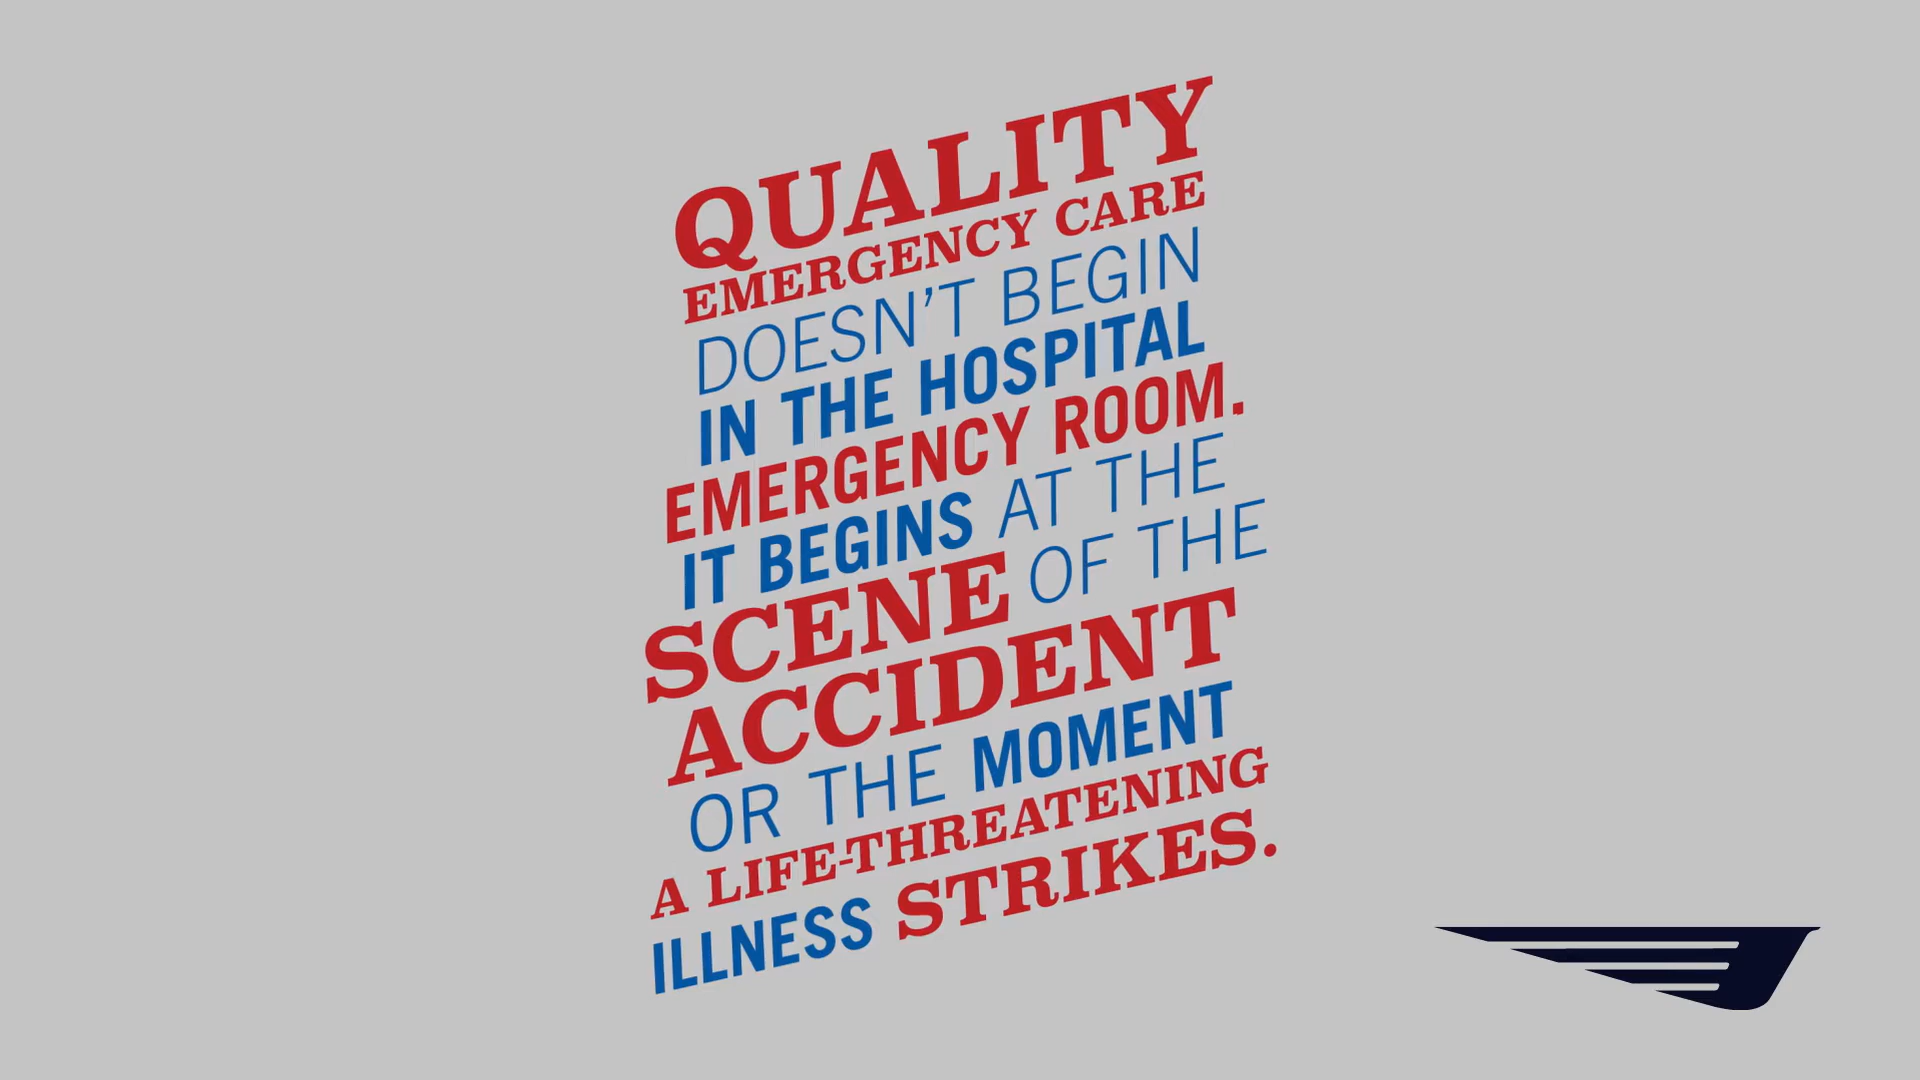 QUALITY
EMERGENCY CARE
DOESN'T BEGIN
IN THE HOSPITAL
EMERGENCY ROOM.
IT BEGINS AT THE
SCENE OF THE
ACCIDENT
OR THE MOMENT
A LIFE-THREATENING
ILLNESS STRIKES.